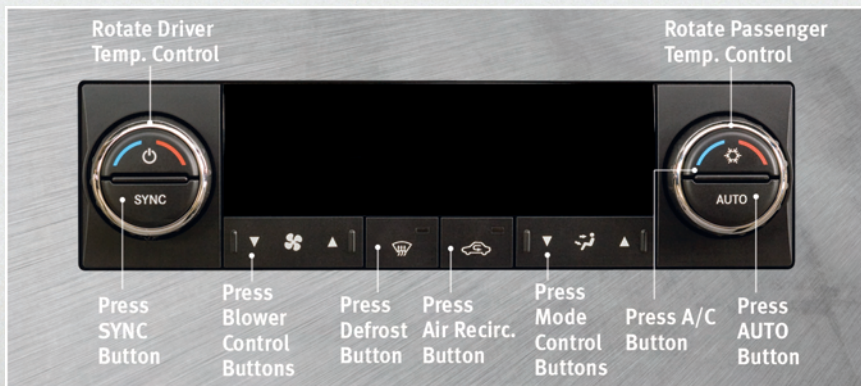 Rotate Driver
Temp. Control
Rotate Passenger
Temp. Control
SYNC
AUTO
Press
SYNC
Button
Press
Blower
Control
Buttons
Press
Defrost
Button
Press
Air Recirc.
Button
Press
Mode
Control
Buttons
Press A/C
Button
Press
AUTO
Button